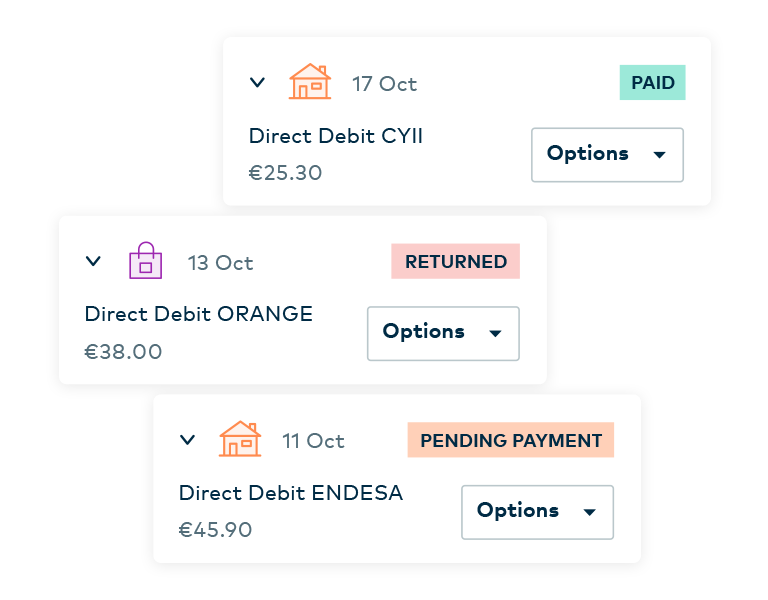 17 Oct
PAID
Direct Debit CYII
€25.30
Options
13 Oct
RETURNED
Direct Debit ORANGE
€38.00
Options
11 Oct
PENDING PAYMENT
Direct Debit ENDESA
€45.90
Options